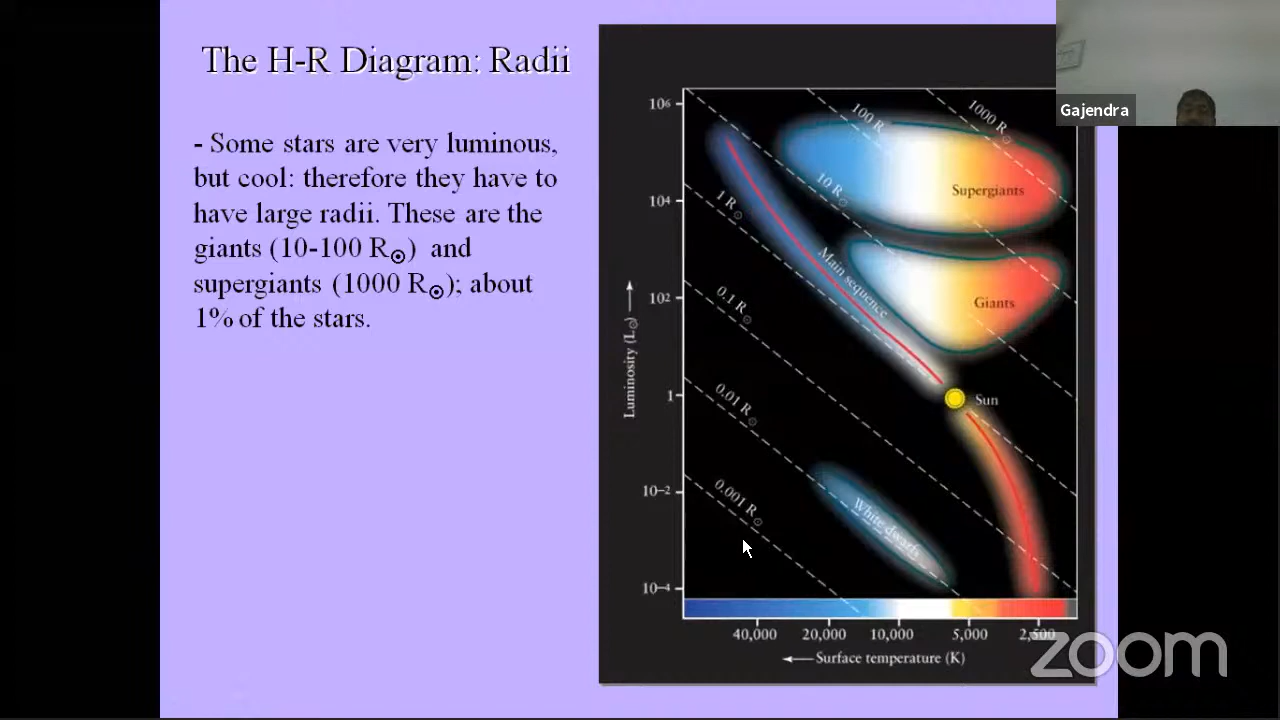 The H-R Diagram: Radii
- Some stars are very luminous,
but cool: therefore they have to
have large radii. These are the
giants (10-100 R☉) and
supergiants (1000 R☉); about
1% of the stars.
Gajendra
10⁶
10⁴
10²
1
10⁻²
10⁻⁴
Luminosity (L☉) →
100 R☉
1000 R☉
10 R☉
1 R☉
0.1 R☉
0.01 R☉
0.001 R☉
Supergiants
Main sequence
Giants
Sun
White dwarfs
40,000 20,000 10,000 5,000 2,500
← Surface temperature (K)
zoom